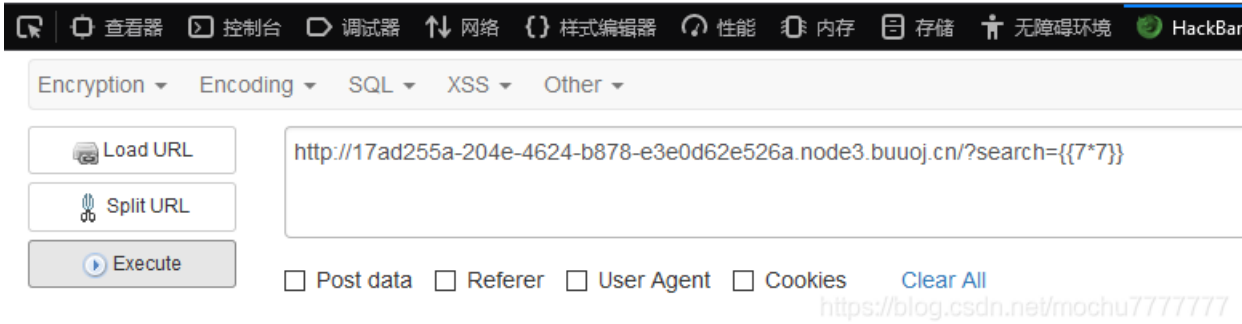 查看器 控制台 调试器 网络 {} 样式编辑器 性能 内存 存储 无障碍环境 HackBar
Encryption Encoding SQL XSS Other
Load URL http://17ad255a-204e-4624-b878-e3e0d62e526a.node3.buuoj.cn/?search={{7*7}}
Split URL
Execute
Post data Referer User Agent Cookies Clear All
https://blog.csdn.net/mochu7777777